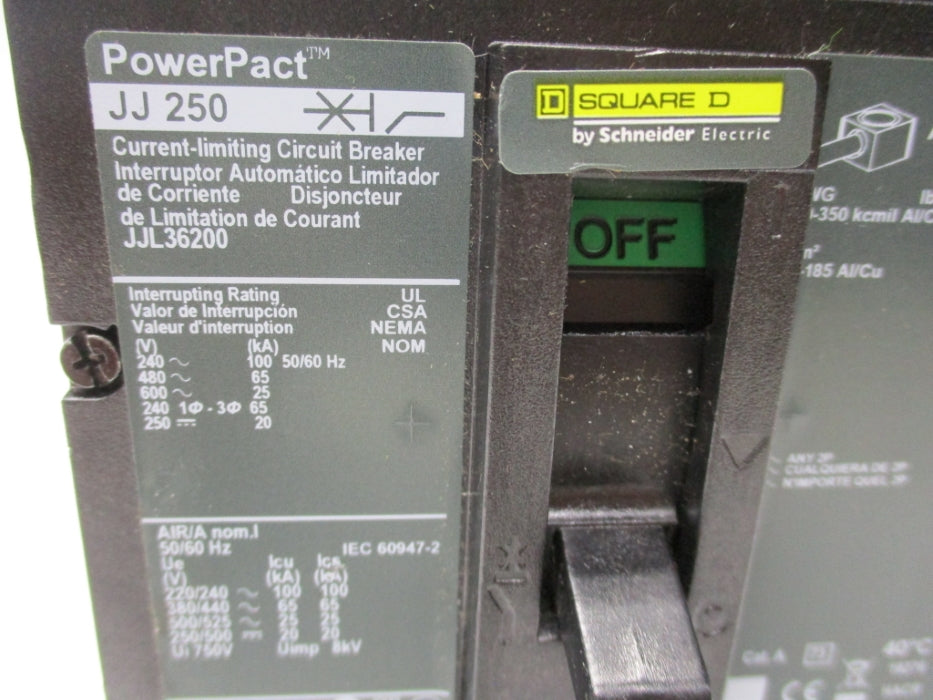 PowerPact™
JJ 250
Current-limiting Circuit Breaker
Interruptor Automático Limitador
de Corriente Disjoncteur
de Limitation de Courant
JJL36200
Interrupting Rating UL
Valor de Interrupción CSA
Valeur d'interruption NEMA
(V) (kA) NOM
240 ~ 100 50/60 Hz
480 ~ 65
600 ~ 25
240 1Φ - 3Φ 65
250 ⎓ 20
AIR/A nom.I
50/60 Hz IEC 60947-2
Ue Icu Ics
(V) (kA) (kA)
220/240 ~ 100 100
380/440 ~ 65 65
500/525 ~ 25 25
250/500 ⎓ 20 20
Ui 750V Uimp 8kV
D SQUARE D
by Schneider Electric
OFF
-350 kcmil Al/C
-185 Al/Cu
ANY 2P
CUALQUIERA DE 2P
N'IMPORTE QUEL 2P
Cat. A
40°C
CE